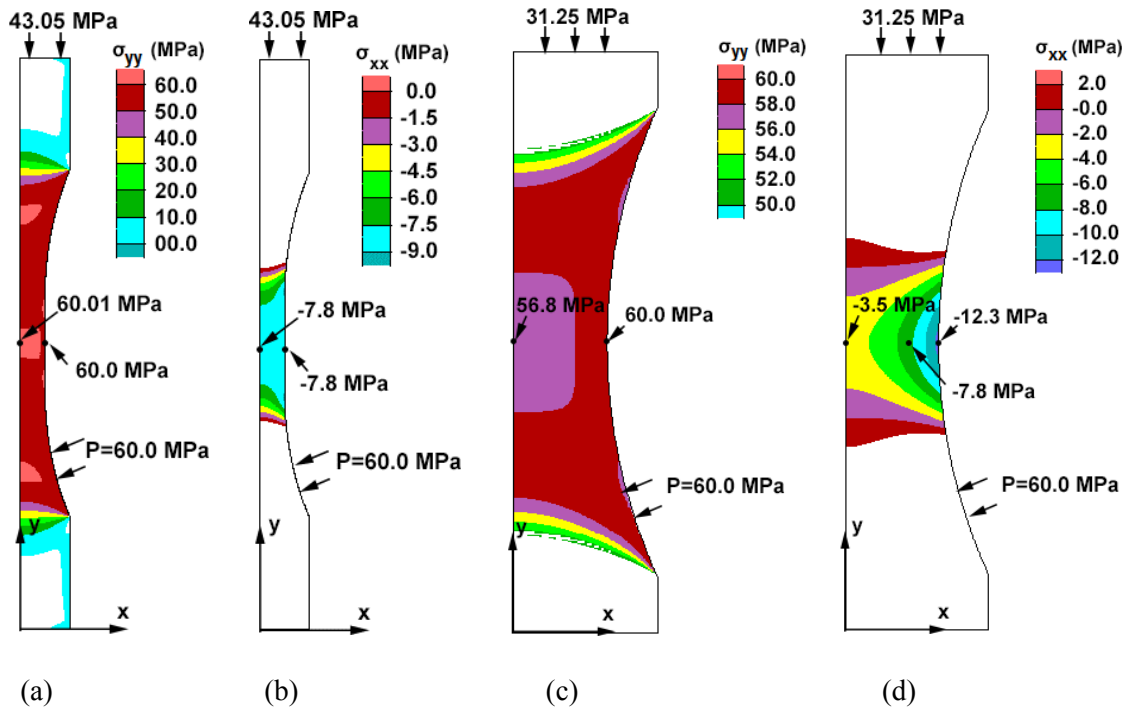 43.05 MPa
σyy (MPa)
60.0
50.0
40.0
30.0
20.0
10.0
00.0
60.01 MPa
60.0 MPa
P=60.0 MPa
y
x
(a)
43.05 MPa
σxx (MPa)
0.0
-1.5
-3.0
-4.5
-6.0
-7.5
-9.0
-7.8 MPa
-7.8 MPa
P=60.0 MPa
y
x
(b)
31.25 MPa
σyy (MPa)
60.0
58.0
56.0
54.0
52.0
50.0
56.8 MPa
60.0 MPa
P=60.0 MPa
y
x
(c)
31.25 MPa
σxx (MPa)
2.0
-0.0
-2.0
-4.0
-6.0
-8.0
-10.0
-12.0
-3.5 MPa
-12.3 MPa
-7.8 MPa
P=60.0 MPa
y
x
(d)